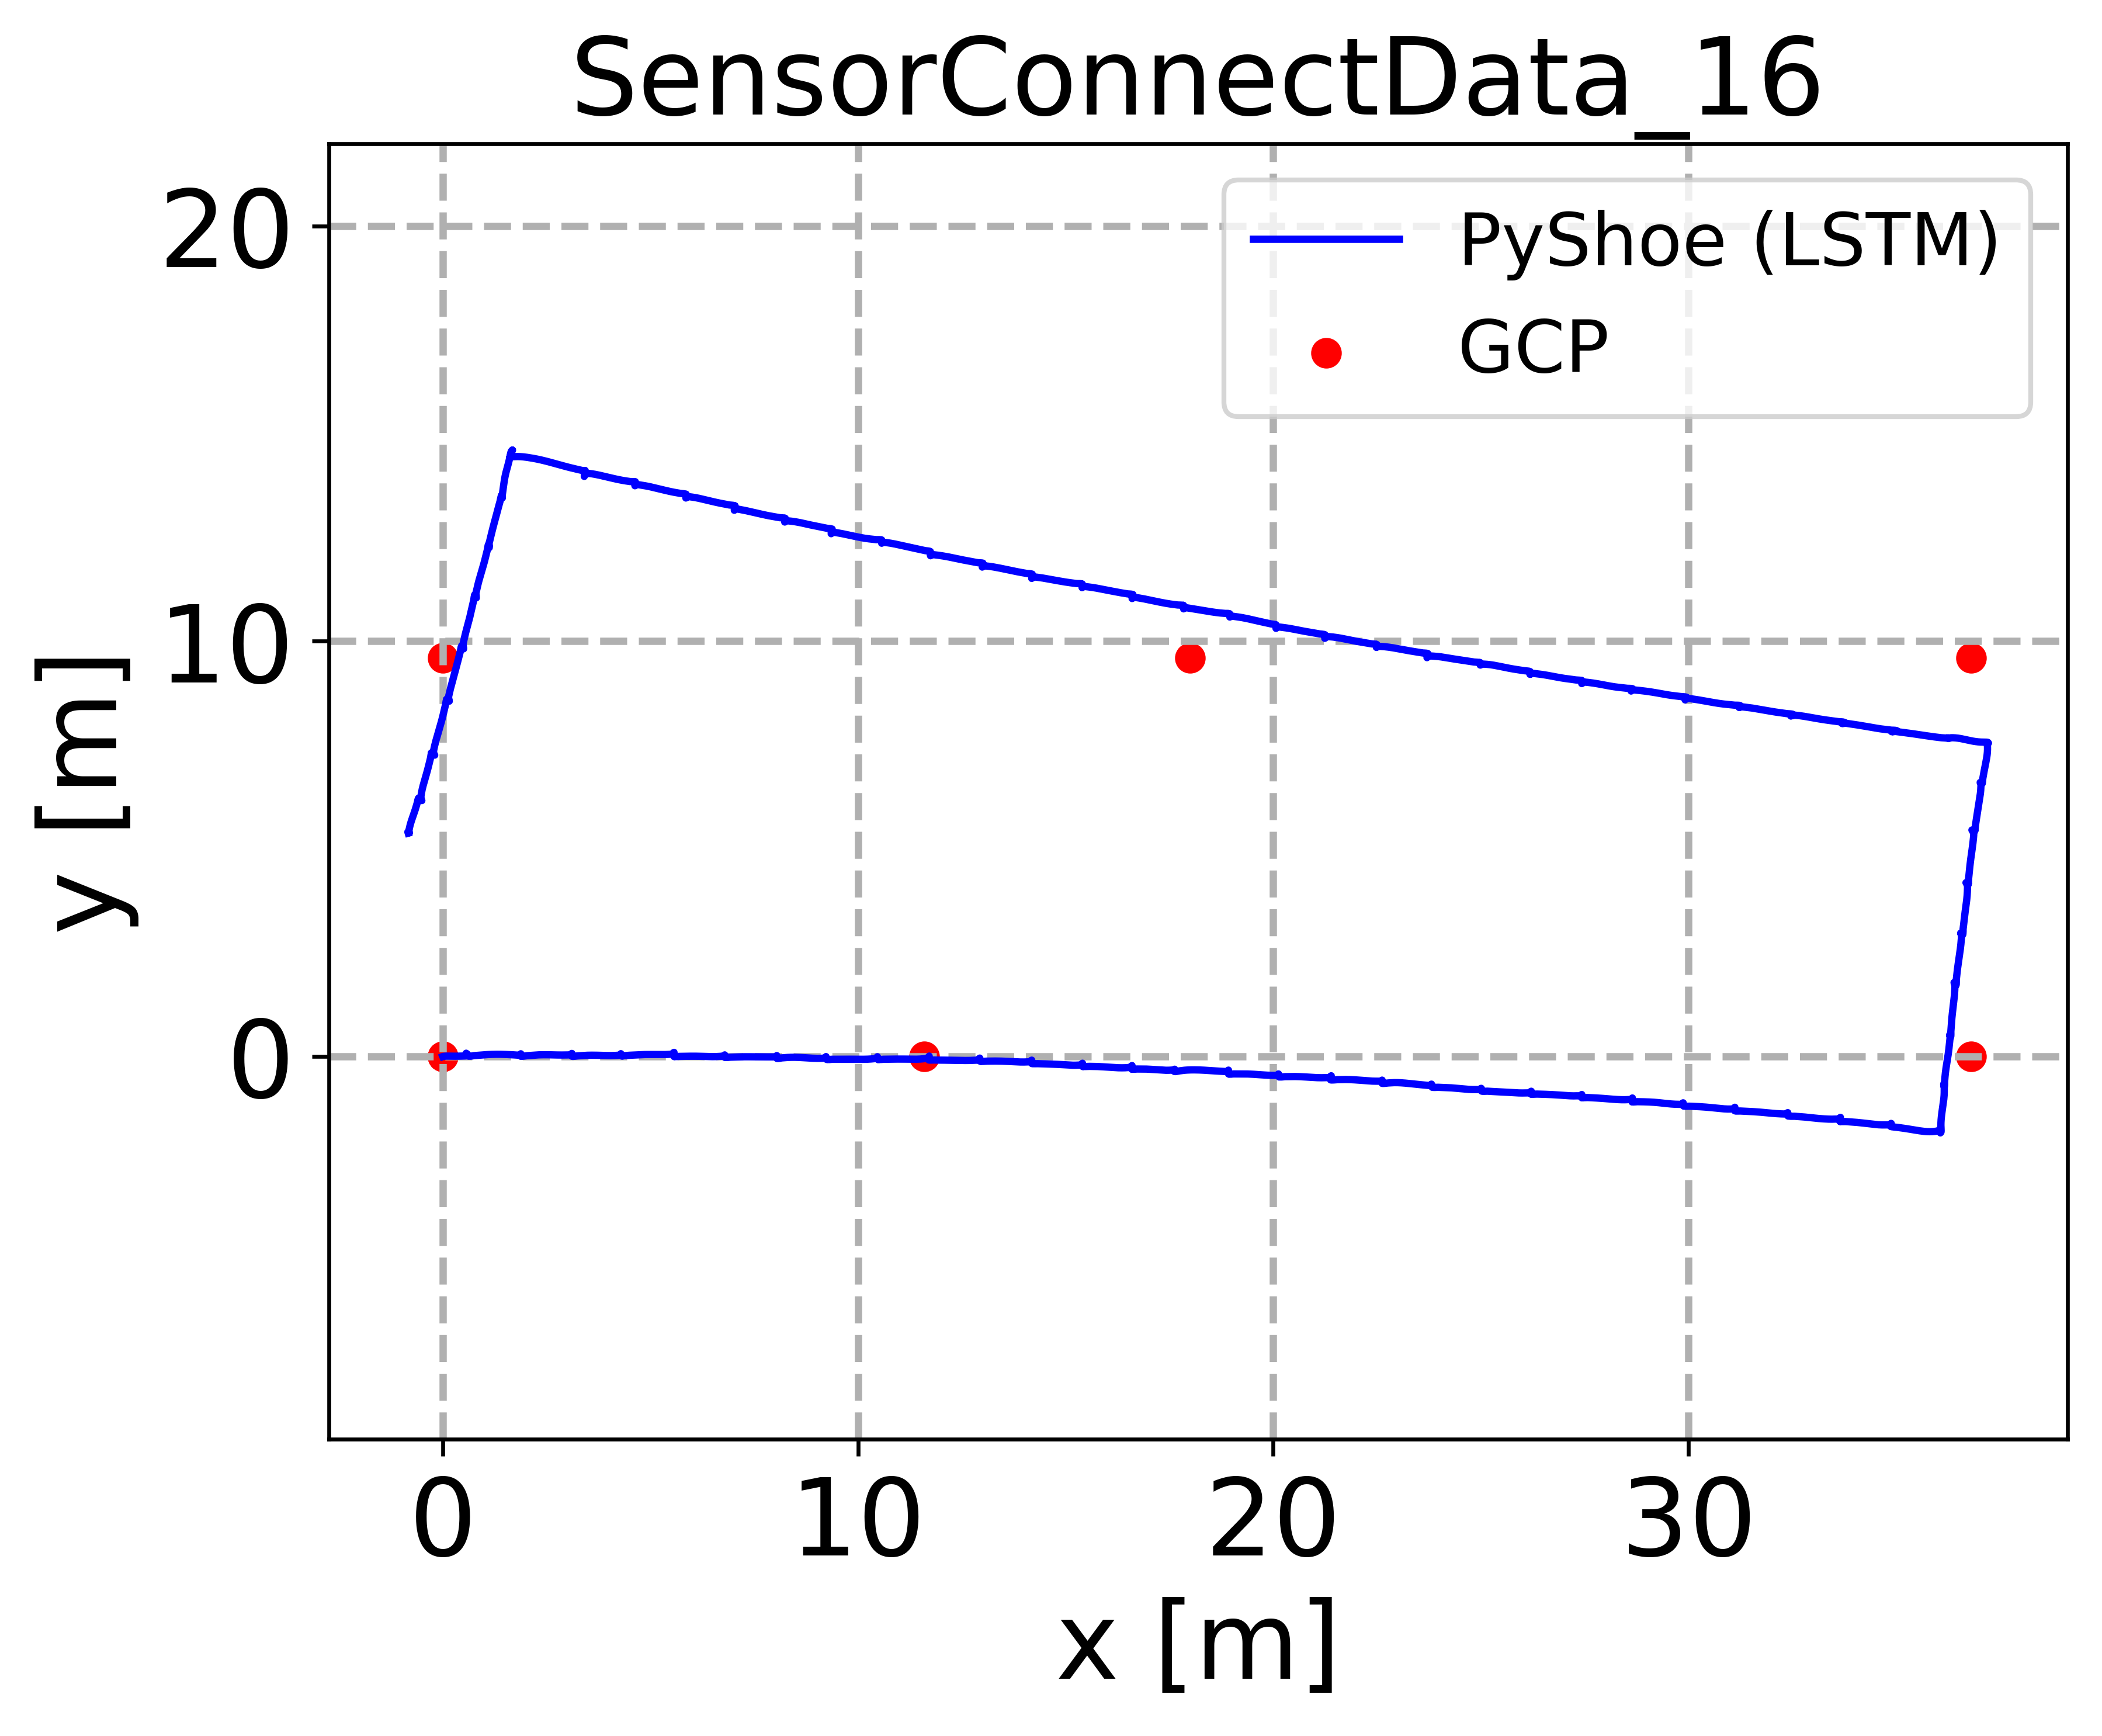 SensorConnectData_16
PyShoe (LSTM)
GCP
20
10
0
y [m]
0 10 20 30
x [m]